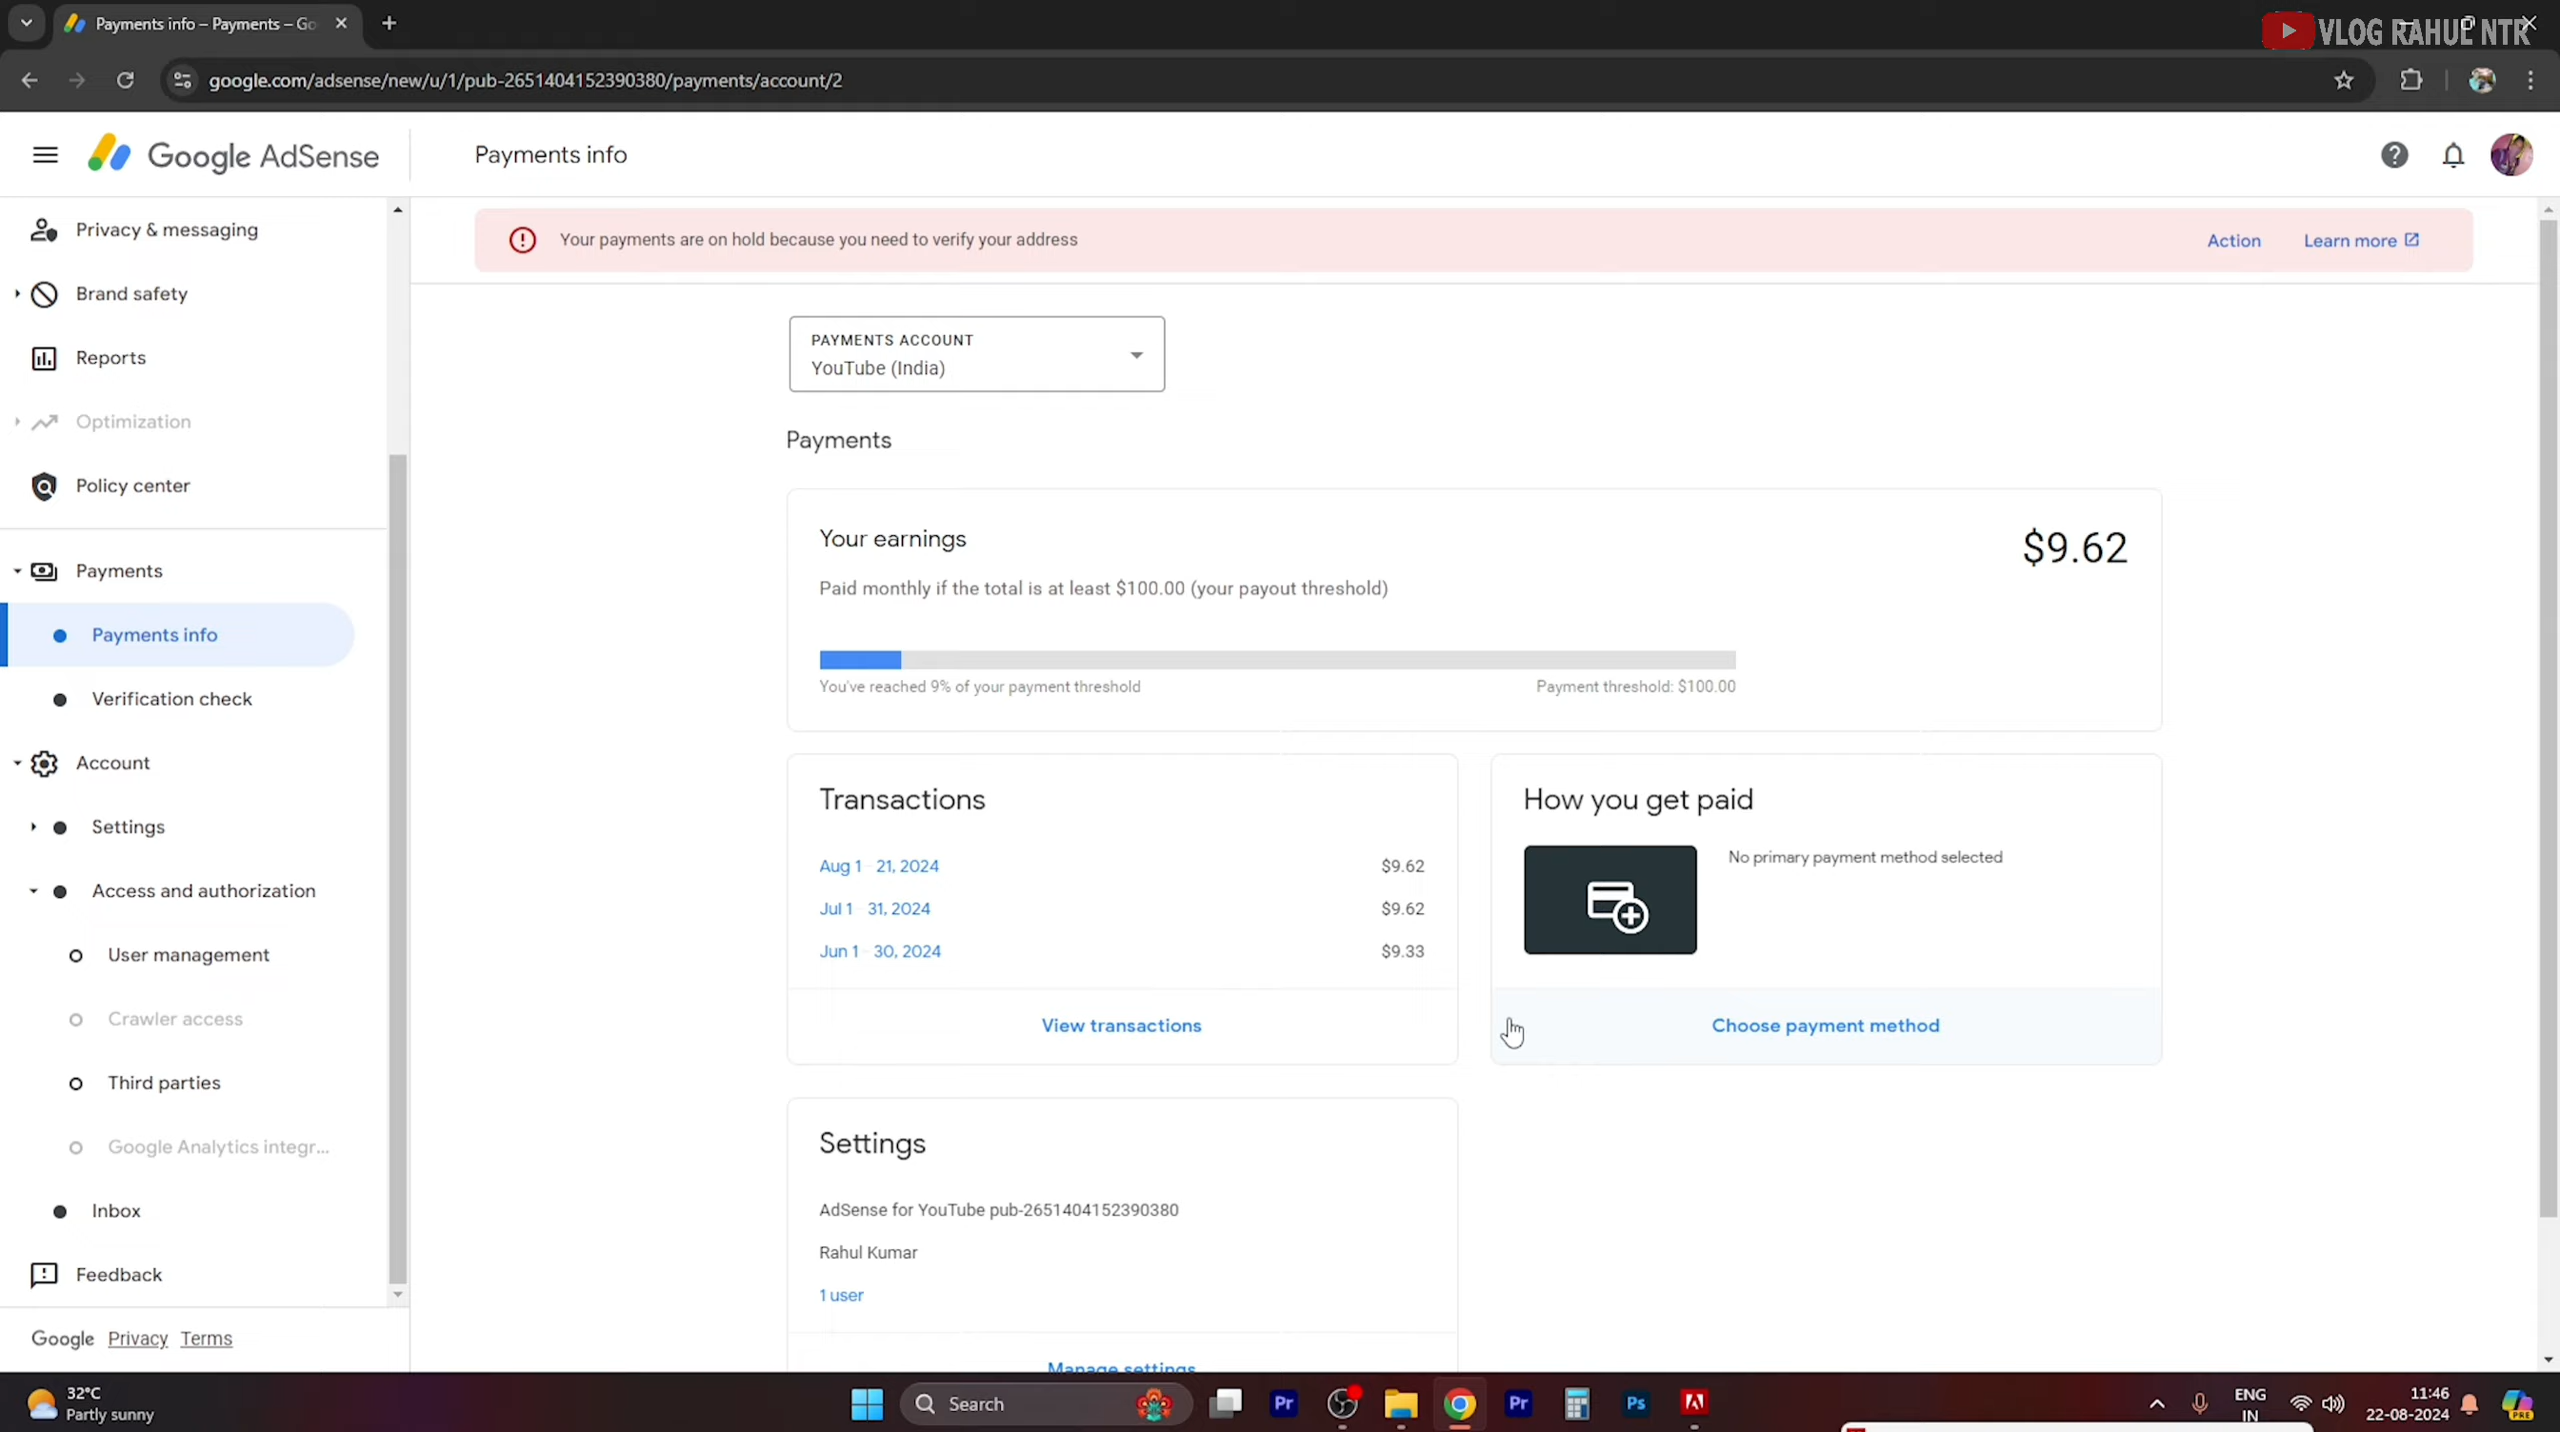 Payments info – Payments – Go
VLOG RAHUL NTR
google.com/adsense/new/u/1/pub-2651404152390380/payments/account/2
Google AdSense
Payments info
Privacy & messaging
Brand safety
Reports
Optimization
Policy center
Payments
Payments info
Verification check
Account
Settings
Access and authorization
User management
Crawler access
Third parties
Google Analytics integr...
Inbox
Feedback
Google Privacy Terms
Your payments are on hold because you need to verify your address
Action
Learn more
PAYMENTS ACCOUNT
YouTube (India)
Payments
Your earnings
$9.62
Paid monthly if the total is at least $100.00 (your payout threshold)
You've reached 9% of your payment threshold
Payment threshold: $100.00
Transactions
Aug 1 21, 2024 $9.62
Jul 1 31, 2024 $9.62
Jun 1 30, 2024 $9.33
View transactions
How you get paid
No primary payment method selected
Choose payment method
Settings
AdSense for YouTube pub-2651404152390380
Rahul Kumar
1 user
Manage settings
32°C
Partly sunny
Search
Pr
Pr
Ps
ENG
IN
11:46
22-08-2024
PRE